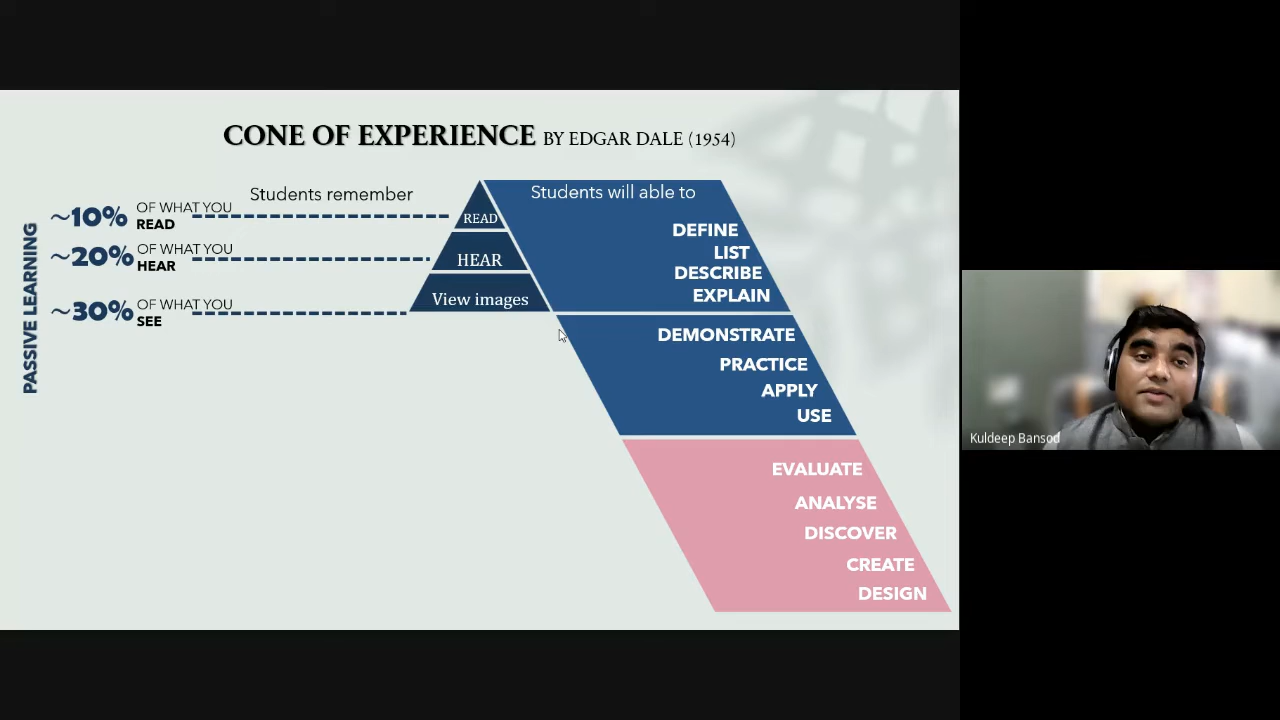 CONE OF EXPERIENCE BY EDGAR DALE (1954)
Students remember
Students will able to
PASSIVE LEARNING
~10% OF WHAT YOU
READ
~20% OF WHAT YOU
HEAR
~30% OF WHAT YOU
SEE
READ
HEAR
View images
DEFINE
LIST
DESCRIBE
EXPLAIN
DEMONSTRATE
PRACTICE
APPLY
USE
EVALUATE
ANALYSE
DISCOVER
CREATE
DESIGN
Kuldeep Bansod